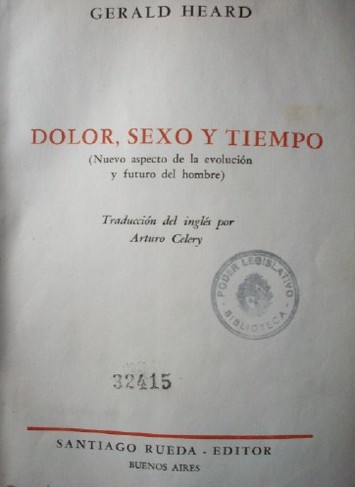 GERALD HEARD
DOLOR, SEXO Y TIEMPO
(Nuevo aspecto de la evolución
y futuro del hombre)
Traducción del inglés por
Arturo Celery
PODER LEGISLATIVO
- BIBLIOTECA -
32415
SANTIAGO RUEDA - EDITOR
BUENOS AIRES